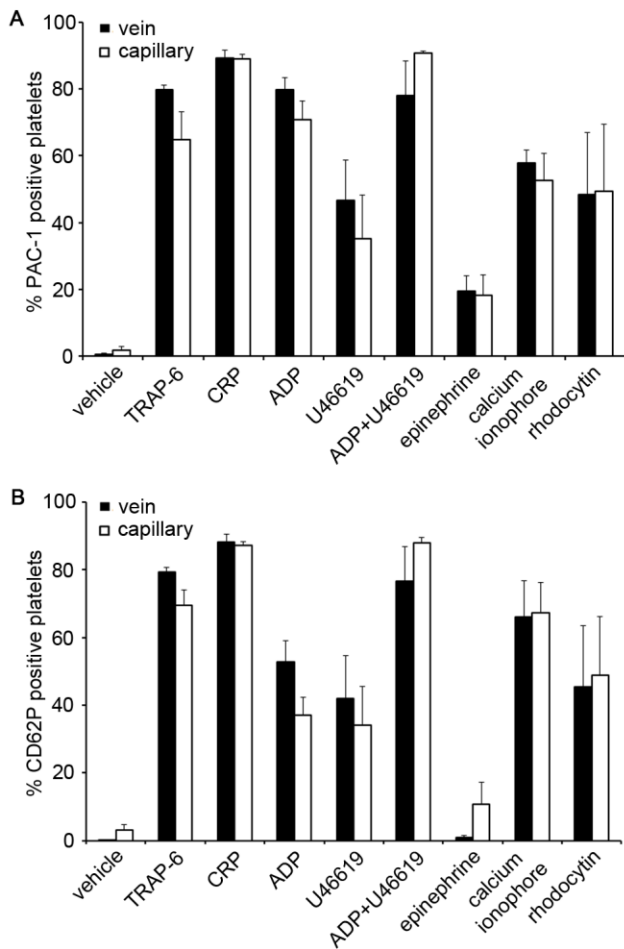 A
% PAC-1 positive platelets
100
80
60
40
20
0
vein
capillary
vehicle
TRAP-6
CRP
ADP
U46619
ADP+U46619
epinephrine
calcium
ionophore
rhodocytin
B
% CD62P positive platelets
100
80
60
40
20
0
vein
capillary
vehicle
TRAP-6
CRP
ADP
U46619
ADP+U46619
epinephrine
calcium
ionophore
rhodocytin